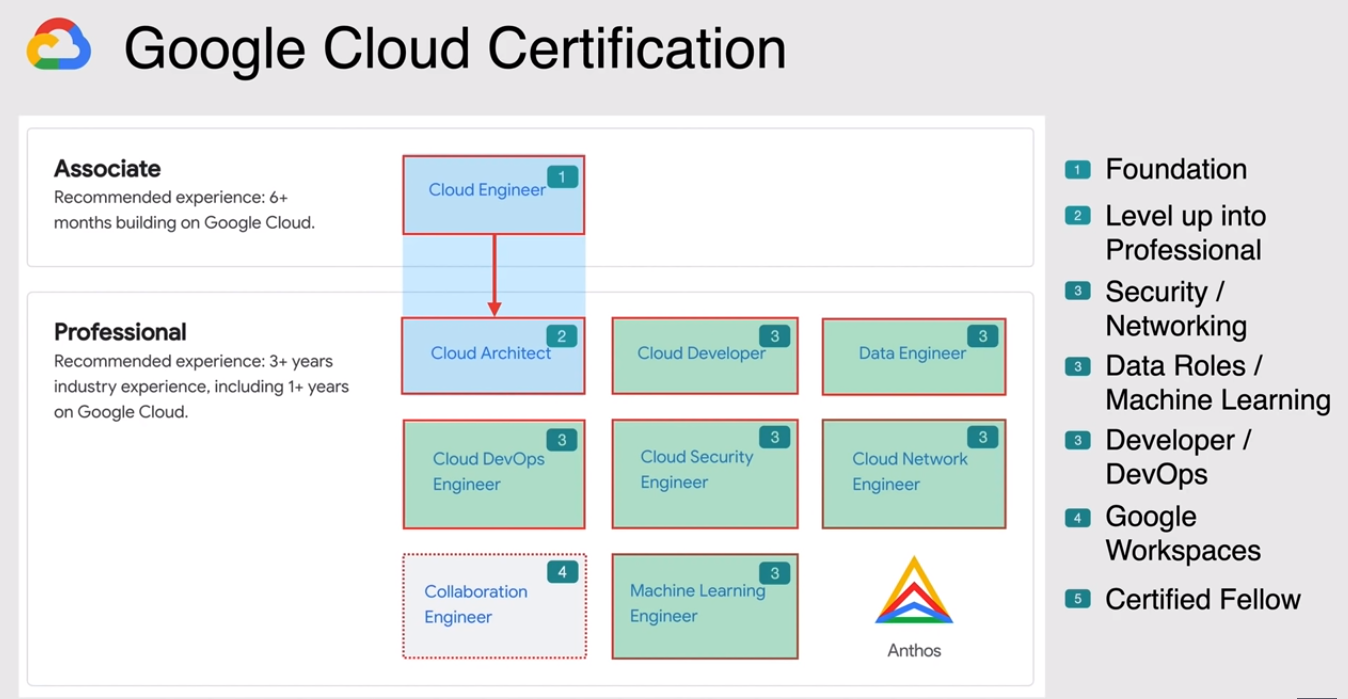 Google Cloud Certification
Associate
Recommended experience: 6+
months building on Google Cloud.
Cloud Engineer
1
Professional
Recommended experience: 3+ years
industry experience, including 1+ years
on Google Cloud.
Cloud Architect
2
Cloud Developer
3
Data Engineer
3
Cloud DevOps
Engineer
3
Cloud Security
Engineer
3
Cloud Network
Engineer
3
Collaboration
Engineer
4
Machine Learning
Engineer
3
Anthos
1 Foundation
2 Level up into
Professional
3 Security /
Networking
3 Data Roles /
Machine Learning
3 Developer /
DevOps
4 Google
Workspaces
5 Certified Fellow